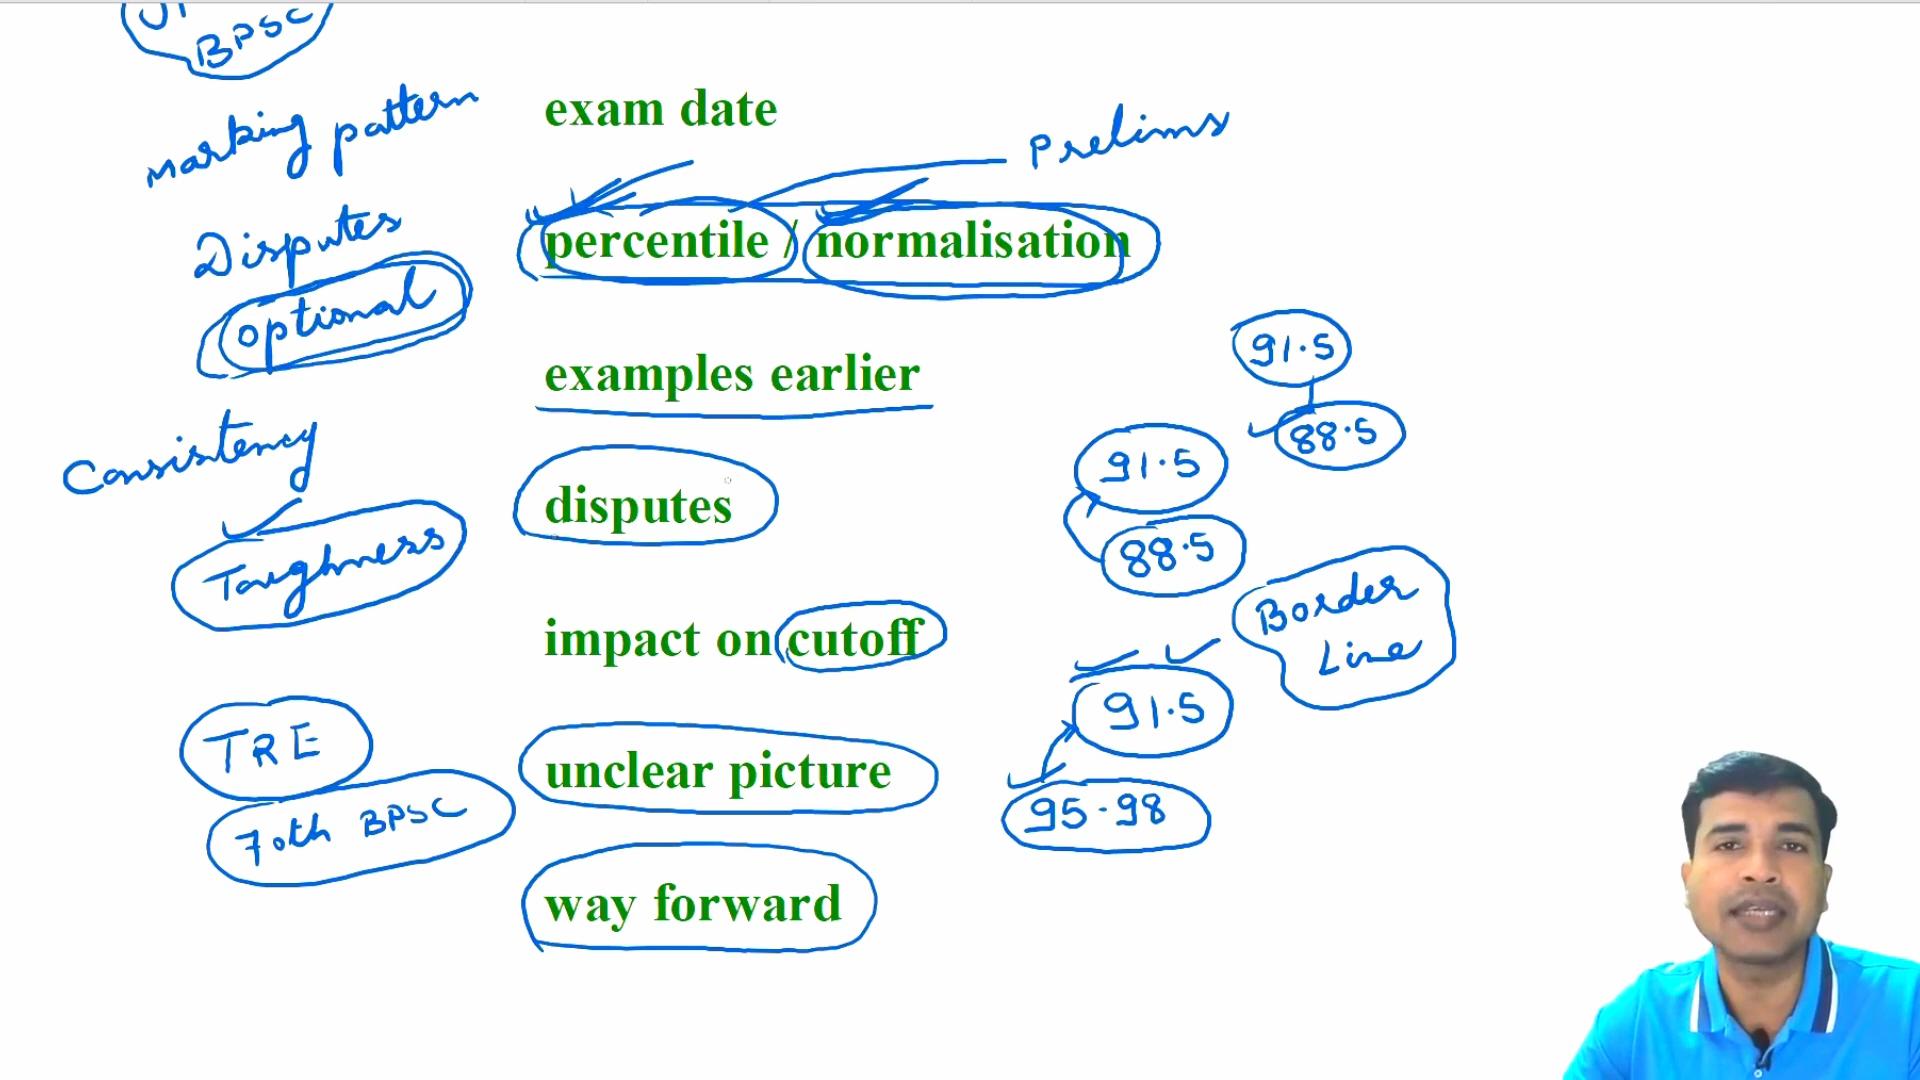 BPSC
marking pattern
Disputes
optional
Consistency
Toughness
TRE
70th BPSC
exam date
percentile / normalisation
examples earlier
disputes
impact on cutoff
unclear picture
way forward
Prelims
91.5
88.5
91.5
88.5
Border
Line
91.5
95-98